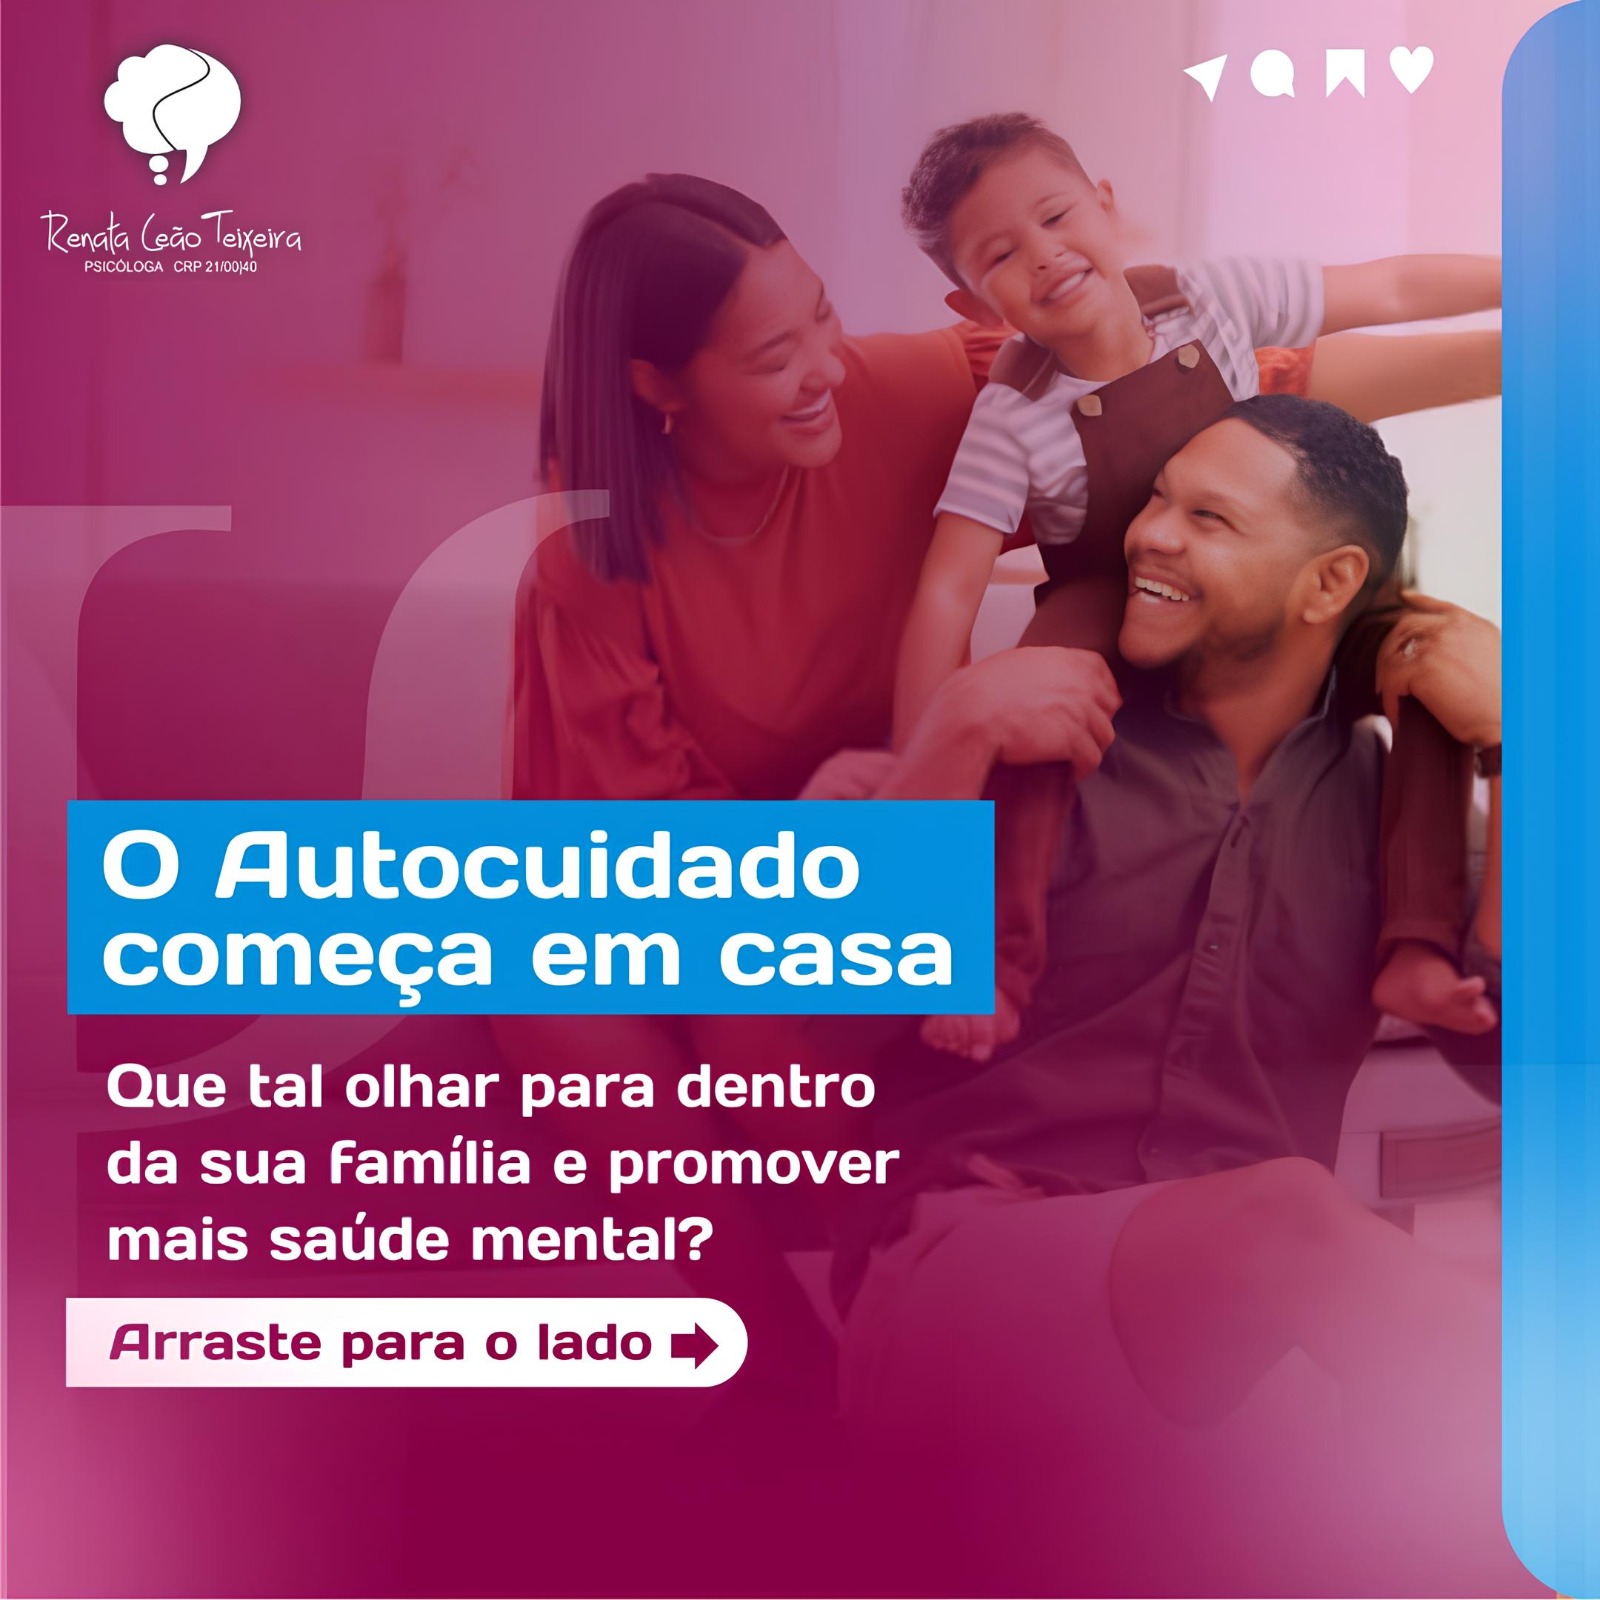 Renata Leão Teixeira
PSICÓLOGA CRP 21/00|40
O Autocuidado
começa em casa
Que tal olhar para dentro
da sua família e promover
mais saúde mental?
Arraste para o lado